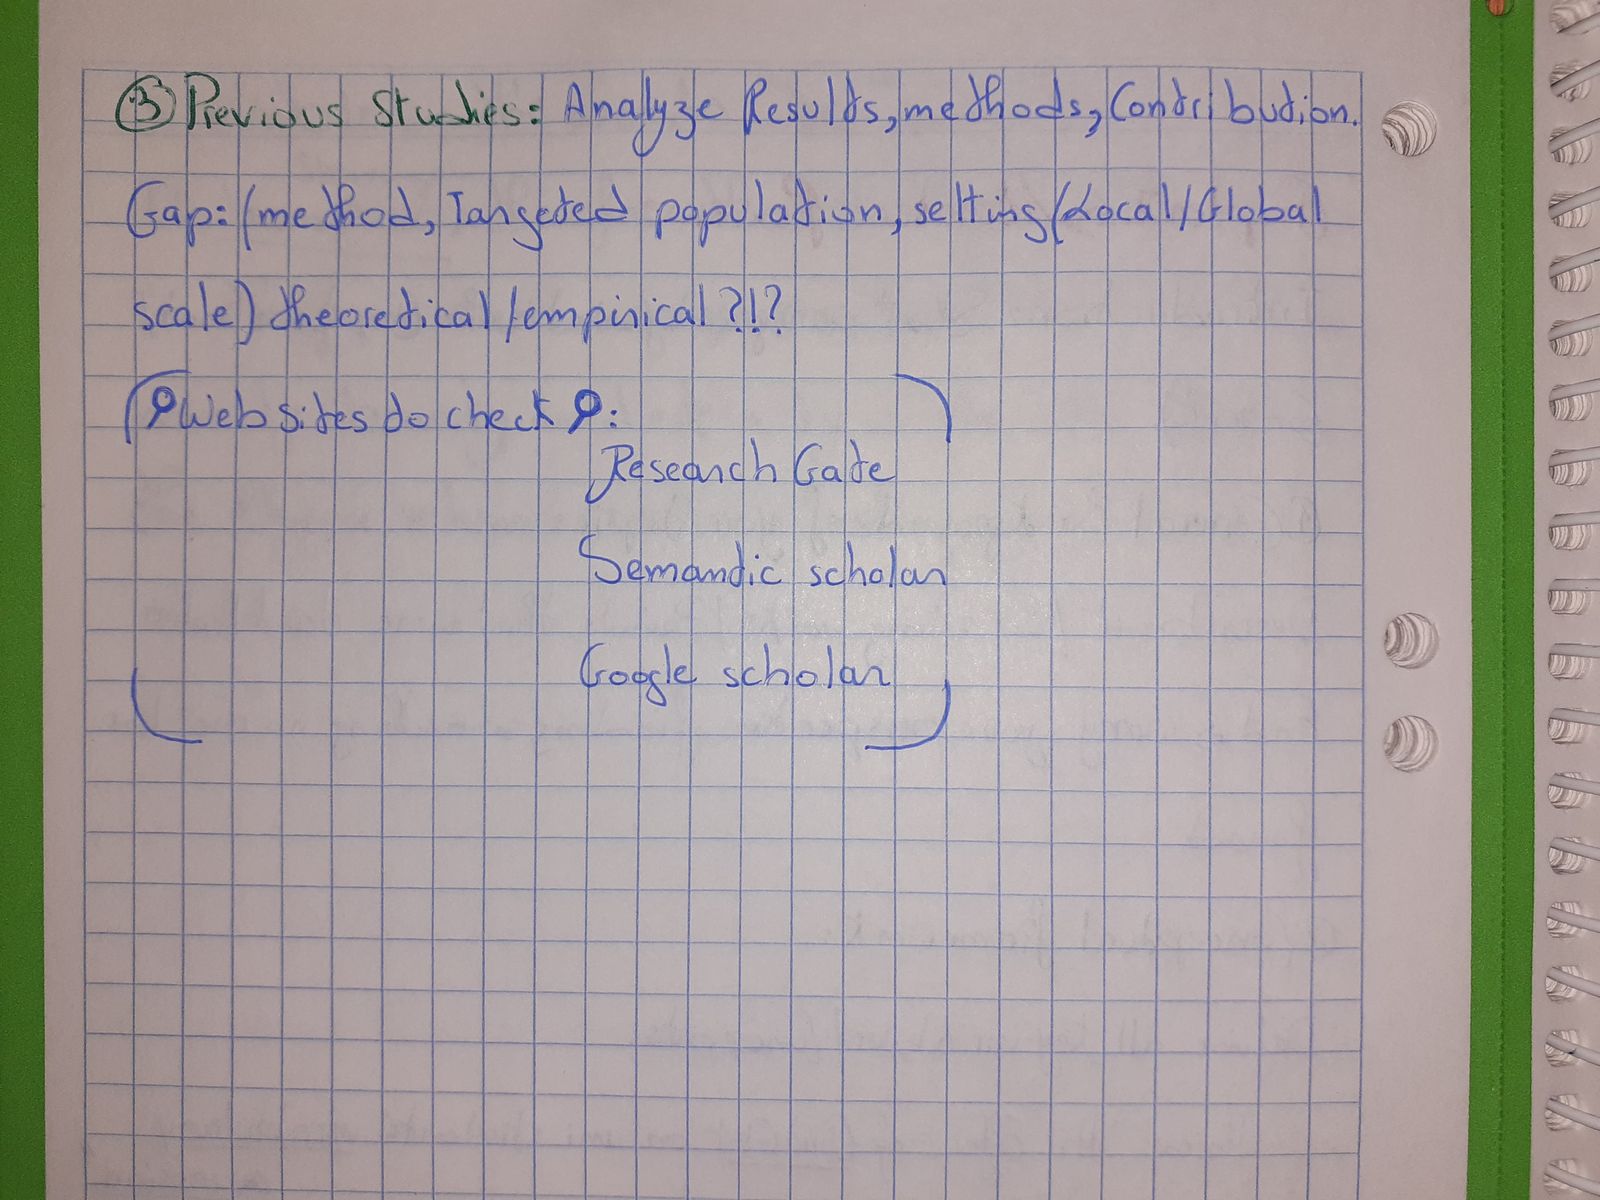 ③ Previous Studies: Analyze Results, methods, Contribution.
Gap: (method, Targeted population, setting (Local/Global
scale) theoretical/empirical ?!?
Web sites to check :
Research Gate
Semantic scholar
Google scholar